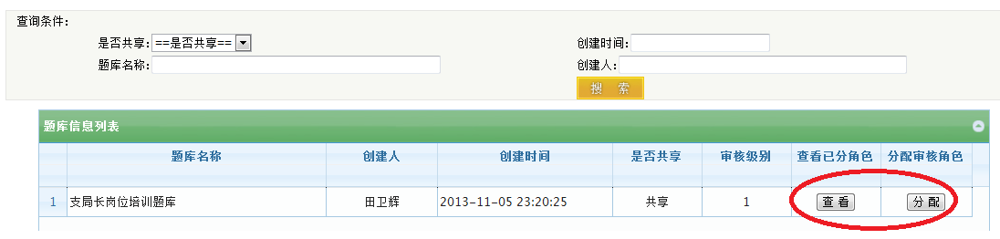 查询条件:
是否共享: ==是否共享== 创建时间:
题库名称: 创建人:
搜 索
题库信息列表
题库名称 创建人 创建时间 是否共享 审核级别 查看已分角色 分配审核角色
1 支局长岗位培训题库 田卫辉 2013-11-05 23:20:25 共享 1 查 看 分 配